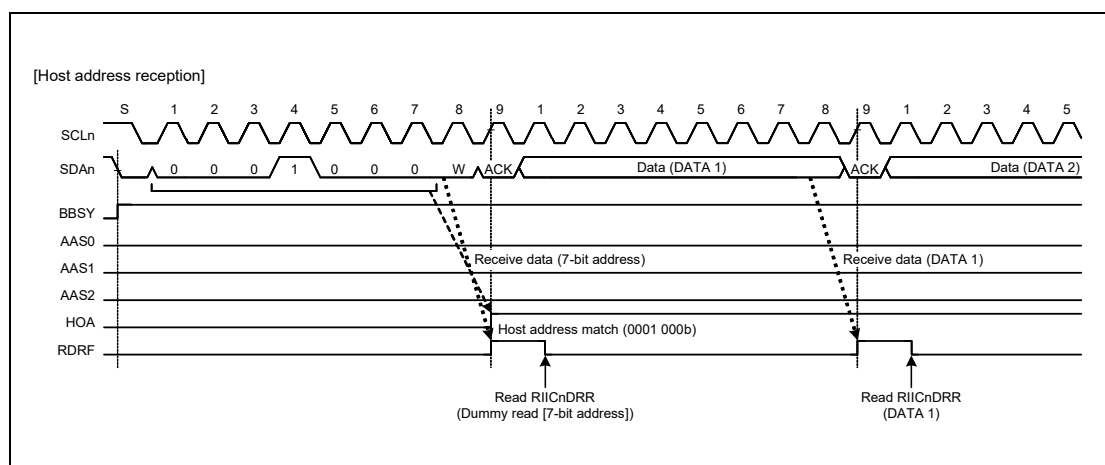 [Host address reception]
S 1 2 3 4 5 6 7 8 9 1 2 3 4 5 6 7 8 9 1 2 3 4 5
SCLn
SDAn 0 0 0 1 0 0 0 W ACK Data (DATA 1) ACK Data (DATA 2)
BBSY
AAS0
Receive data (7-bit address) Receive data (DATA 1)
AAS1
AAS2
HOA
Host address match (0001 000b)
RDRF
Read RIICnDRR Read RIICnDRR
(Dummy read [7-bit address]) (DATA 1)